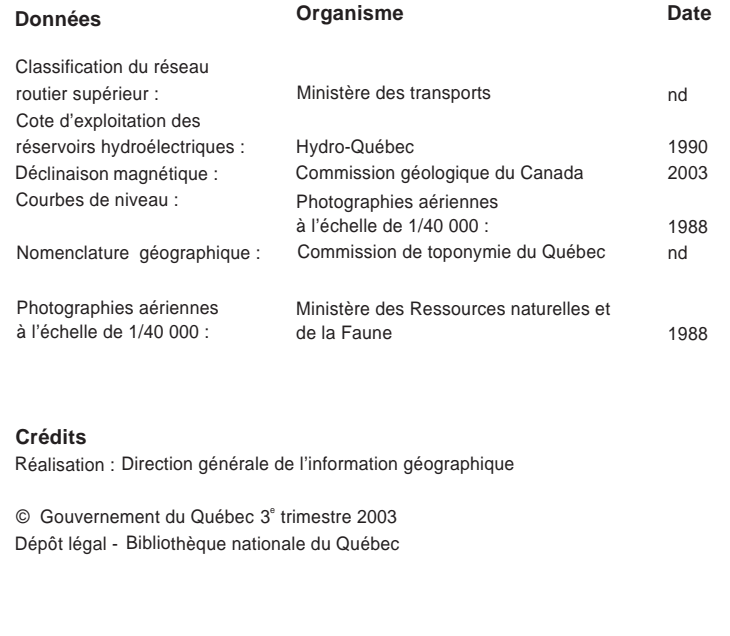 Données Organisme Date
Classification du réseau
routier supérieur : Ministère des transports nd
Cote d'exploitation des
réservoirs hydroélectriques : Hydro-Québec 1990
Déclinaison magnétique : Commission géologique du Canada 2003
Courbes de niveau : Photographies aériennes
à l'échelle de 1/40 000 : 1988
Nomenclature géographique : Commission de toponymie du Québec nd
Photographies aériennes Ministère des Ressources naturelles et
à l'échelle de 1/40 000 : de la Faune 1988
Crédits
Réalisation : Direction générale de l'information géographique
© Gouvernement du Québec 3e trimestre 2003
Dépôt légal - Bibliothèque nationale du Québec